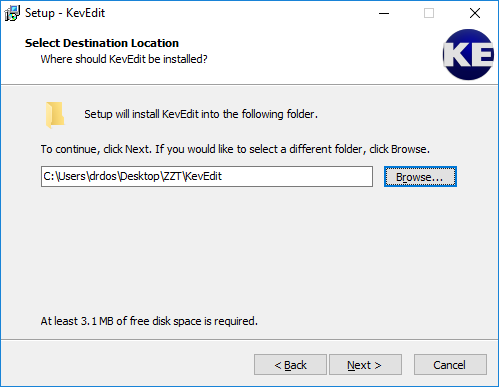 Setup - KevEdit
Select Destination Location
Where should KevEdit be installed?
KE
Setup will install KevEdit into the following folder.
To continue, click Next. If you would like to select a different folder, click Browse.
C:\Users\drdos\Desktop\ZZT\KevEdit
Browse...
At least 3.1 MB of free disk space is required.
< Back
Next >
Cancel